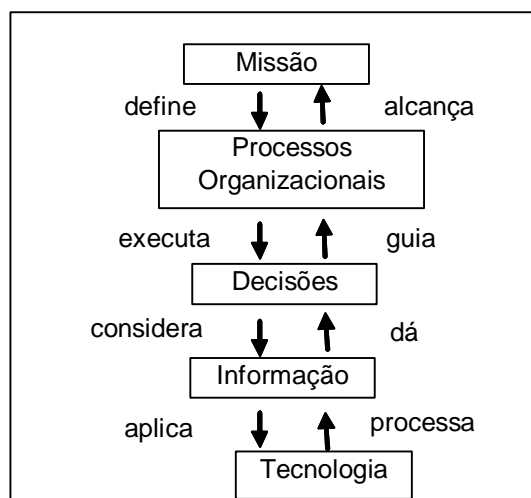 Missão
define alcança
Processos
Organizacionais
executa guia
Decisões
considera dá
Informação
aplica processa
Tecnologia